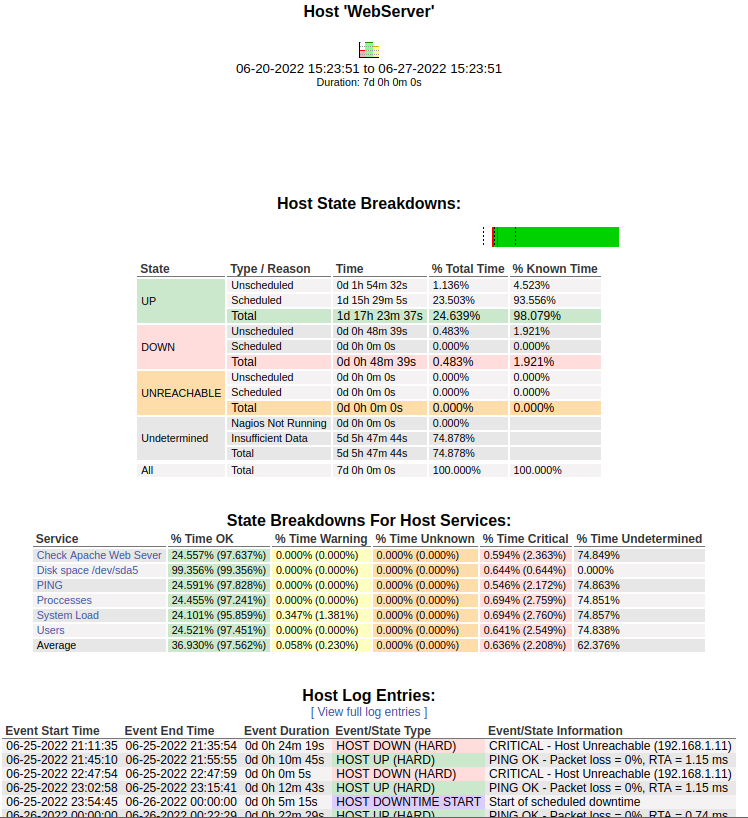 Host 'WebServer'
06-20-2022 15:23:51 to 06-27-2022 15:23:51
Duration: 7d 0h 0m 0s
Host State Breakdowns:
State Type / Reason Time % Total Time % Known Time
UP Unscheduled 0d 1h 54m 32s 1.136% 4.523%
Scheduled 1d 15h 29m 5s 23.503% 93.556%
Total 1d 17h 23m 37s 24.639% 98.079%
DOWN Unscheduled 0d 0h 48m 39s 0.483% 1.921%
Scheduled 0d 0h 0m 0s 0.000% 0.000%
Total 0d 0h 48m 39s 0.483% 1.921%
UNREACHABLE Unscheduled 0d 0h 0m 0s 0.000% 0.000%
Scheduled 0d 0h 0m 0s 0.000% 0.000%
Total 0d 0h 0m 0s 0.000% 0.000%
Undetermined Nagios Not Running 0d 0h 0m 0s 0.000%
Insufficient Data 5d 5h 47m 44s 74.878%
Total 5d 5h 47m 44s 74.878%
All Total 7d 0h 0m 0s 100.000% 100.000%
State Breakdowns For Host Services:
Service % Time OK % Time Warning % Time Unknown % Time Critical % Time Undetermined
Check Apache Web Sever 24.557% (97.637%) 0.000% (0.000%) 0.000% (0.000%) 0.594% (2.363%) 74.849%
Disk space /dev/sda5 99.356% (99.356%) 0.000% (0.000%) 0.000% (0.000%) 0.644% (0.644%) 0.000%
PING 24.591% (97.828%) 0.000% (0.000%) 0.000% (0.000%) 0.546% (2.172%) 74.863%
Proccesses 24.455% (97.241%) 0.000% (0.000%) 0.000% (0.000%) 0.694% (2.759%) 74.851%
System Load 24.101% (95.859%) 0.347% (1.381%) 0.000% (0.000%) 0.694% (2.760%) 74.857%
Users 24.521% (97.451%) 0.000% (0.000%) 0.000% (0.000%) 0.641% (2.549%) 74.838%
Average 36.930% (97.562%) 0.058% (0.230%) 0.000% (0.000%) 0.636% (2.208%) 62.376%
Host Log Entries:
[ View full log entries ]
Event Start Time Event End Time Event Duration Event/State Type Event/State Information
06-25-2022 21:11:35 06-25-2022 21:35:54 0d 0h 24m 19s HOST DOWN (HARD) CRITICAL - Host Unreachable (192.168.1.11)
06-25-2022 21:45:10 06-25-2022 21:55:55 0d 0h 10m 45s HOST UP (HARD) PING OK - Packet loss = 0%, RTA = 1.15 ms
06-25-2022 22:47:54 06-25-2022 22:47:59 0d 0h 0m 5s HOST DOWN (HARD) CRITICAL - Host Unreachable (192.168.1.11)
06-25-2022 23:02:58 06-25-2022 23:15:41 0d 0h 12m 43s HOST UP (HARD) PING OK - Packet loss = 0%, RTA = 1.15 ms
06-25-2022 23:54:45 06-26-2022 00:00:00 0d 0h 5m 15s HOST DOWNTIME START Start of scheduled downtime
06-26-2022 00:00:00 06-26-2022 00:22:29 0d 0h 22m 29s HOST UP (HARD) PING OK - Packet loss = 0%, RTA = 0.74 ms